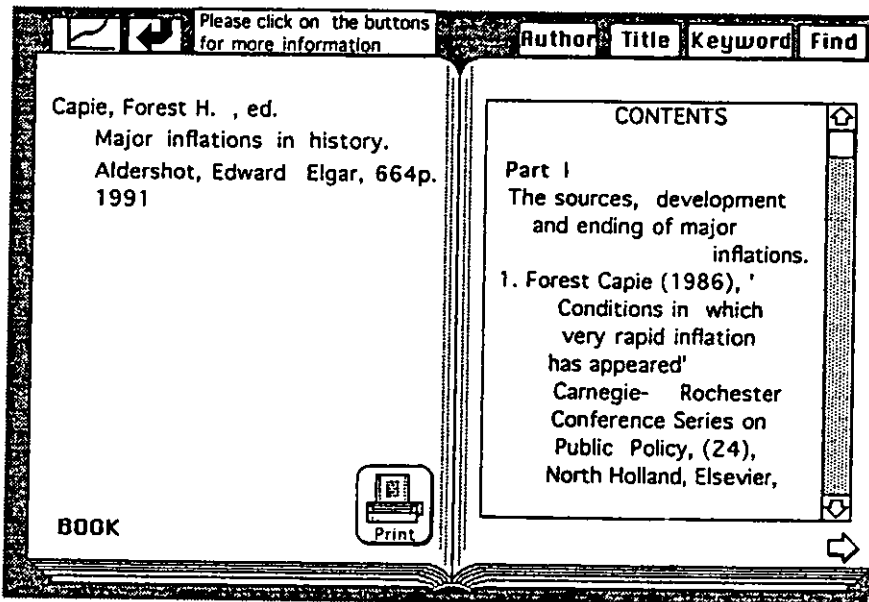 Please click on the buttons
for more information
Author Title Keyword Find
Capie, Forest H. , ed.
Major inflations in history.
Aldershot, Edward Elgar, 664p.
1991
BOOK
Print
CONTENTS
Part I
The sources, development
and ending of major
inflations.
1. Forest Capie (1986), '
Conditions in which
very rapid inflation
has appeared'
Carnegie- Rochester
Conference Series on
Public Policy, (24),
North Holland, Elsevier,